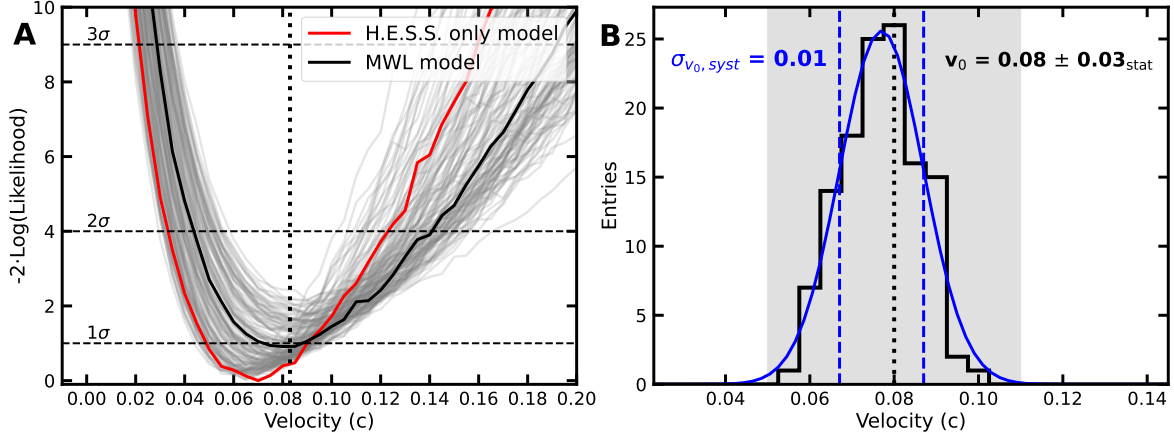 A
10
8
6
4
2
0
-2·Log(Likelihood)
3σ
2σ
1σ
H.E.S.S. only model
MWL model
0.00 0.02 0.04 0.06 0.08 0.10 0.12 0.14 0.16 0.18 0.20
Velocity (c)
B
25
20
15
10
5
0
Entries
σv₀, syst = 0.01
v₀ = 0.08 ± 0.03stat
0.04 0.06 0.08 0.10 0.12 0.14
Velocity (c)